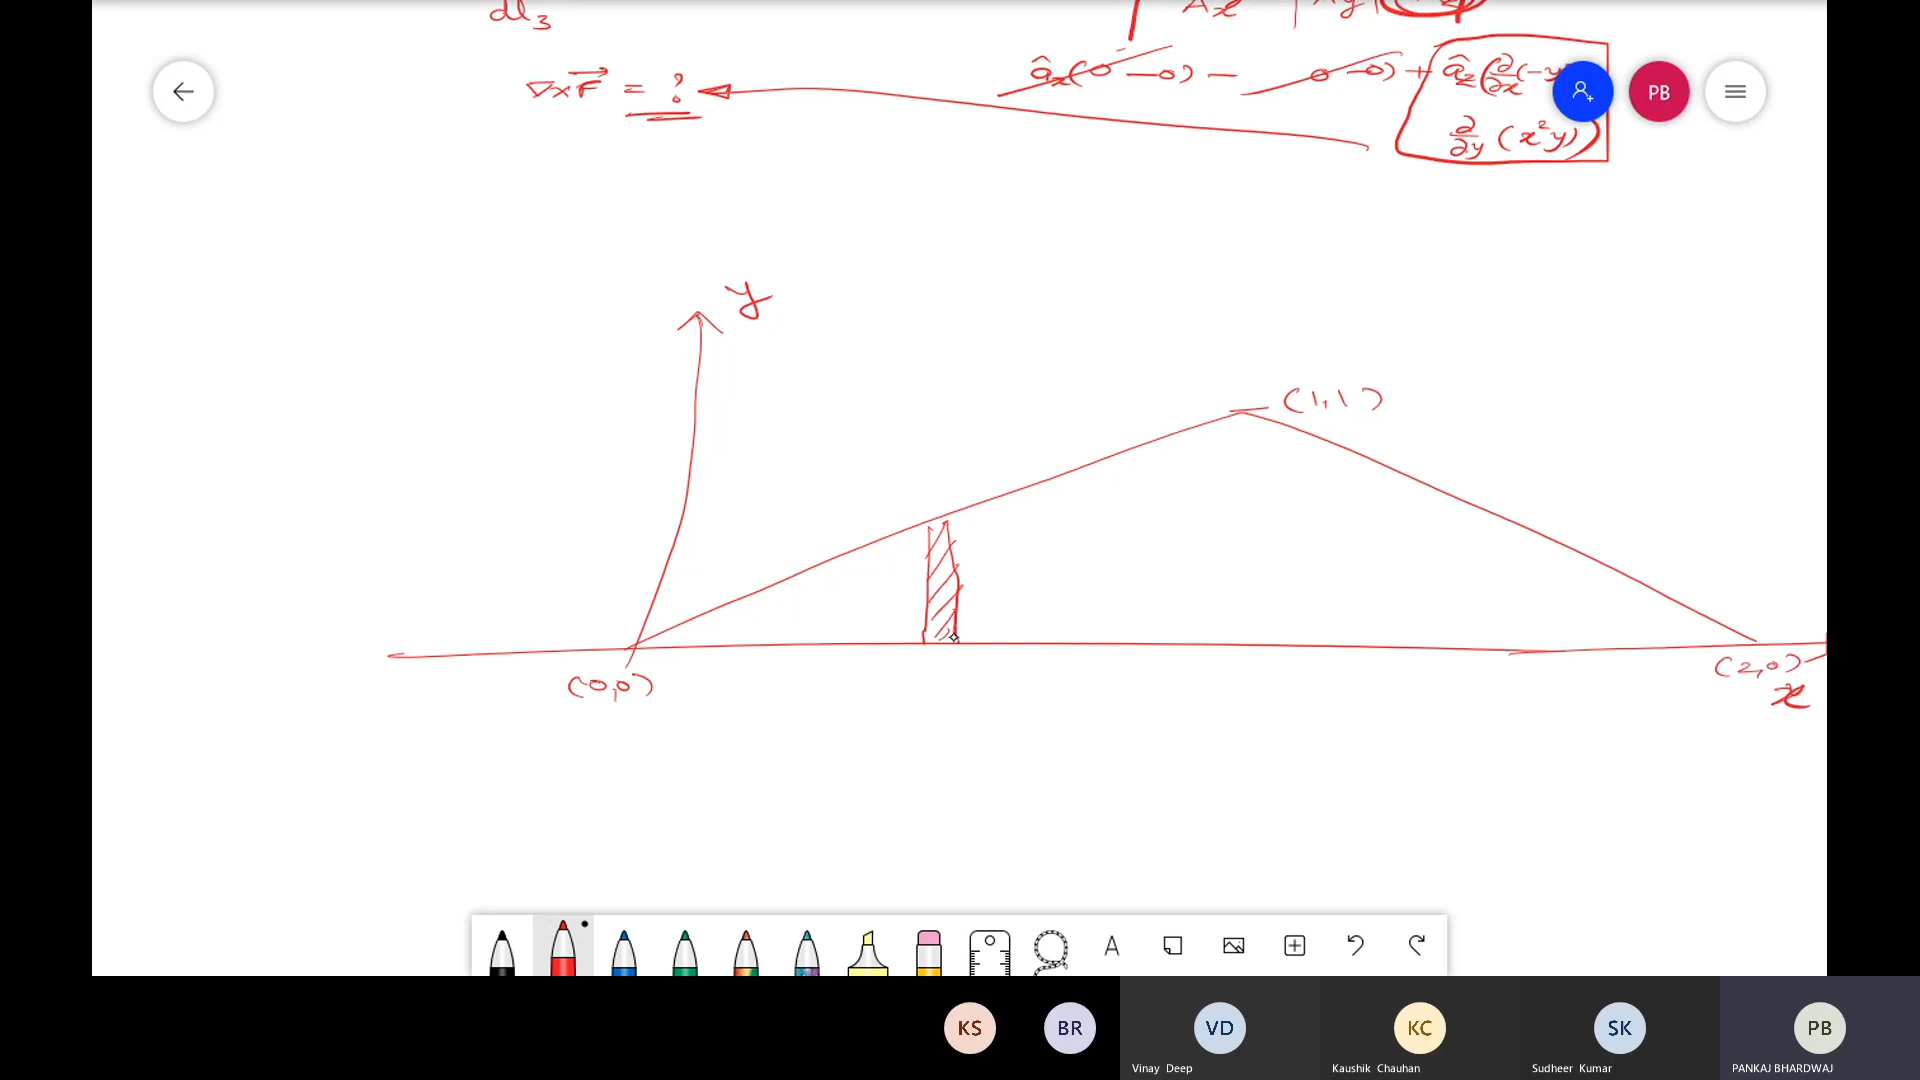 dl₃
∇×F⃗ = ?
âₓ(0 – 0) – 0 – 0) + â_z(∂/∂x(–y
∂/∂y (x²y))
PB
y
(1,1)
(0,0)
(2,0)
x
A
KS
BR
VD
KC
SK
PB
Vinay Deep
Kaushik Chauhan
Sudheer Kumar
PANKAJ BHARDWAJ